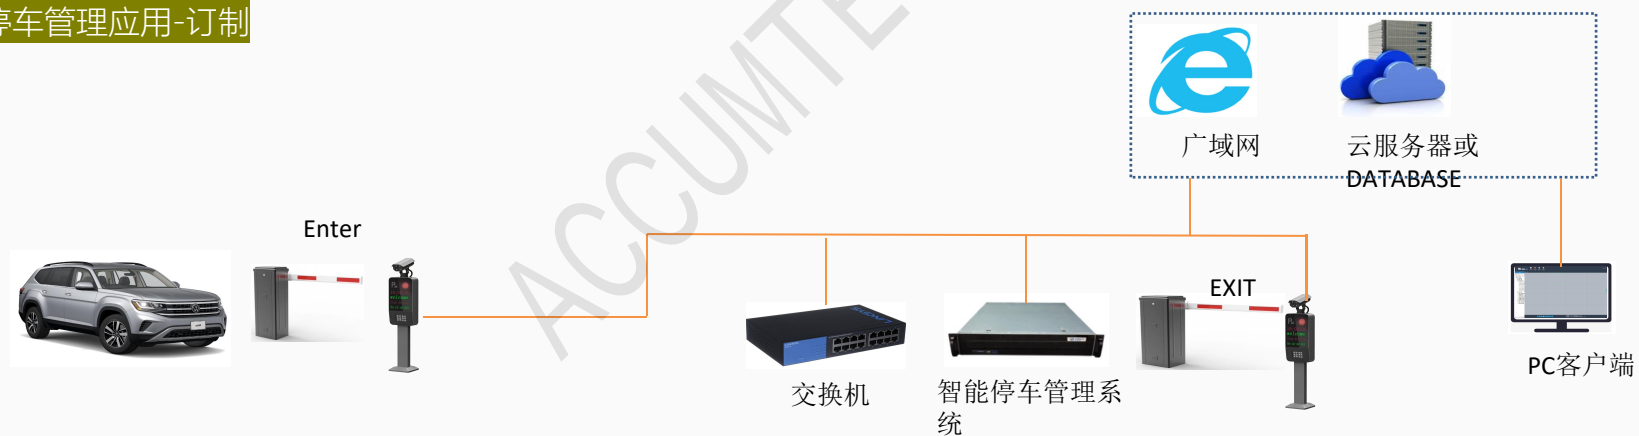 停车管理应用-订制
广域网
云服务器或
DATABASE
Enter
EXIT
交换机
智能停车管理系
统
PC客户端
ACCUMTE